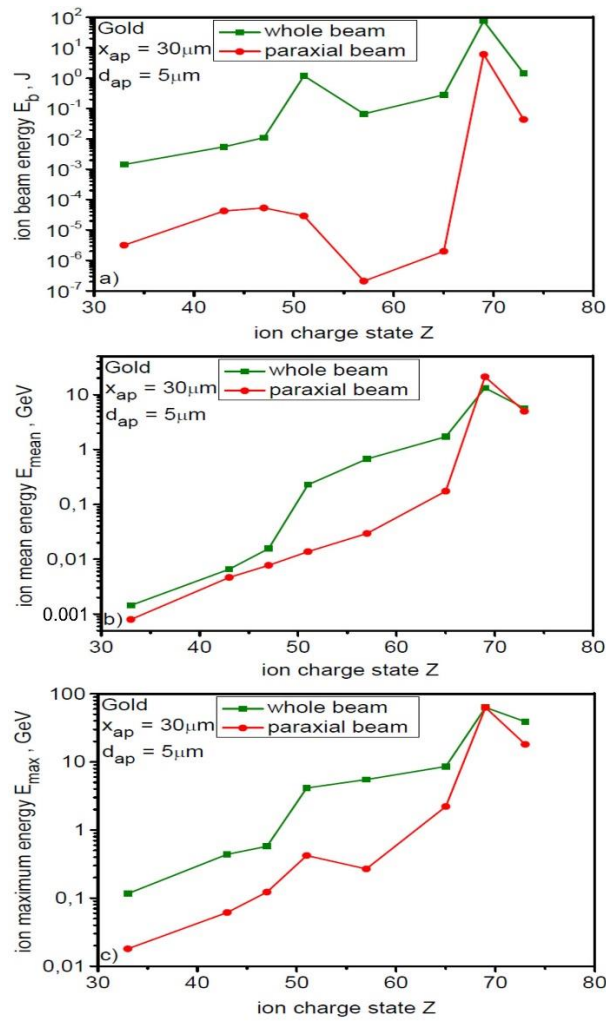 Gold
x_ap = 30μm
d_ap = 5μm
whole beam
paraxial beam
ion beam energy E_b , J
10^2
10^1
10^0
10^-1
10^-2
10^-3
10^-4
10^-5
10^-6
10^-7
a)
30 40 50 60 70 80
ion charge state Z
Gold
x_ap = 30μm
d_ap = 5μm
whole beam
paraxial beam
ion mean energy E_mean , GeV
10
1
0,1
0,01
0.001
b)
30 40 50 60 70 80
ion charge state Z
Gold
x_ap = 30μm
d_ap = 5μm
whole beam
paraxial beam
ion maximum energy E_max , GeV
100
10
1
0,1
0,01
c)
30 40 50 60 70 80
ion charge state Z